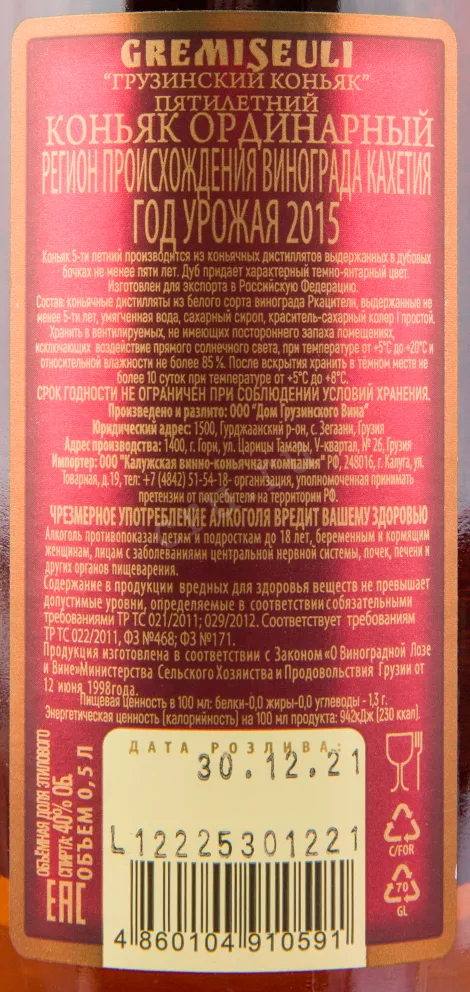 GREMISEULI
“ГРУЗИНСКИЙ КОНЬЯК”
ПЯТИЛЕТНИЙ
КОНЬЯК ОРДИНАРНЫЙ
РЕГИОН ПРОИСХОЖДЕНИЯ ВИНОГРАДА КАХЕТИЯ
ГОД УРОЖАЯ 2015
Коньяк 5-ти летний производится из коньячных дистиллятов выдержанных в дубовых
бочках не менее пяти лет. Дуб придает характерный темно-янтарный цвет.
Изготовлен для экспорта в Российскую Федерацию.
Состав: коньячные дистилляты из белого сорта винограда Ркацители, выдержанные не
менее 5-ти лет, умягченная вода, сахарный сироп, краситель-сахарный колер I простой.
Хранить в вентилируемых, не имеющих постороннего запаха помещениях,
исключающих воздействие прямого солнечного света, при температуре от +5°С до +20°С и
относительной влажности не более 85 %. После вскрытия хранить в тёмном месте не
более 10 суток при температуре от +5°С до +8°С.
СРОК ГОДНОСТИ НЕ ОГРАНИЧЕН ПРИ СОБЛЮДЕНИИ УСЛОВИЙ ХРАНЕНИЯ.
Произведено и разлито: ООО “Дом Грузинского Вина”
Юридический адрес: 1500, Гурджаанский р-он, с. Зегаани, Грузия
Адрес производства: 1400, г. Гори, ул. Царицы Тамары, V-квартал, № 26, Грузия
Импортер: ООО "Калужская винно-коньячная компания" РФ, 248016, г. Калуга, ул.
Товарная, д.19, тел: +7 (4842) 51-54-18- организация, уполномоченная принимать
претензии от потребителя на территории РФ.
ЧРЕЗМЕРНОЕ УПОТРЕБЛЕНИЕ АЛКОГОЛЯ ВРЕДИТ ВАШЕМУ ЗДОРОВЬЮ
Алкоголь противопоказан детям и подросткам до 18 лет, беременным и кормящим
женщинам, лицам с заболеваниями центральной нервной системы, почек, печени и
других органов пищеварения.
Содержание в продукции вредных для здоровья веществ не превышает
допустимые уровни, определяемые в соответствии с обязательными
требованиями ТР ТС 021/2011; 029/2012. Соответствует требованиям
ТР ТС 022/2011, ФЗ №468; ФЗ №171.
Продукция изготовлена в соответствии с Законом «О Виноградной Лозе
и Вине» Министерства Сельского Хозяйства и Продовольствия Грузии от
12 июня 1998года.
Пищевая ценность в 100 мл: белки-0,0 жиры-0,0 углеводы - 1,3 г.
Энергетическая ценность (калорийность) на 100 мл продукта: 942кДж (230 ккал).
ОБЪЕМНАЯ ДОЛЯ ЭТИЛОВОГО
СПИРТА: 40% ОБ.
ОБЪЕМ 0,5 Л
EAC
ДАТА РОЗЛИВА:
30.12.21
L12225301221
4 860104 910591
C/FOR
70
GL